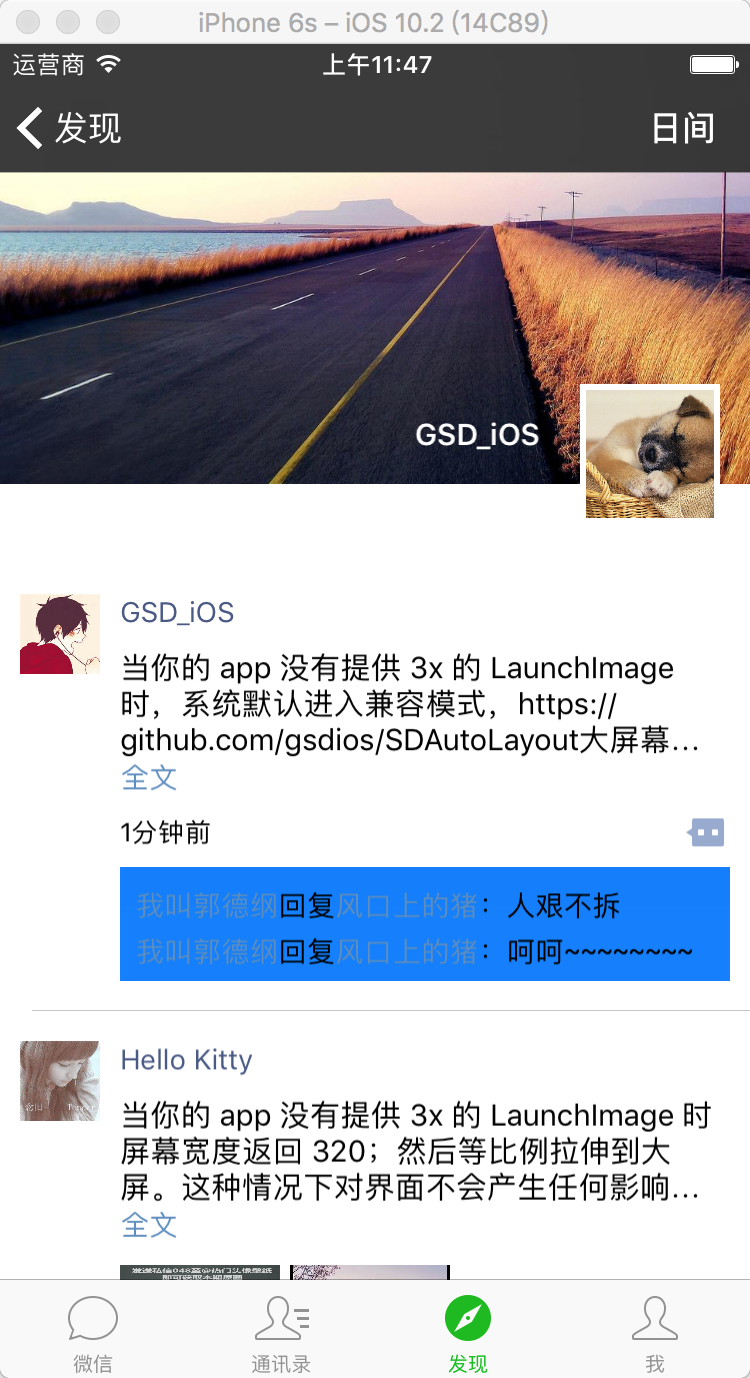 iPhone 6s – iOS 10.2 (14C89)
运营商 上午11:47
发现 日间
GSD_iOS
GSD_iOS
当你的 app 没有提供 3x 的 LaunchImage
时，系统默认进入兼容模式，https://
github.com/gsdios/SDAutoLayout大屏幕…
全文
1分钟前
我叫郭德纲回复风口上的猪：人艰不拆
我叫郭德纲回复风口上的猪：呵呵~~~~~~~~
Hello Kitty
当你的 app 没有提供 3x 的 LaunchImage 时
屏幕宽度返回 320；然后等比例拉伸到大
屏。这种情况下对界面不会产生任何影响…
全文
微信 通讯录 发现 我